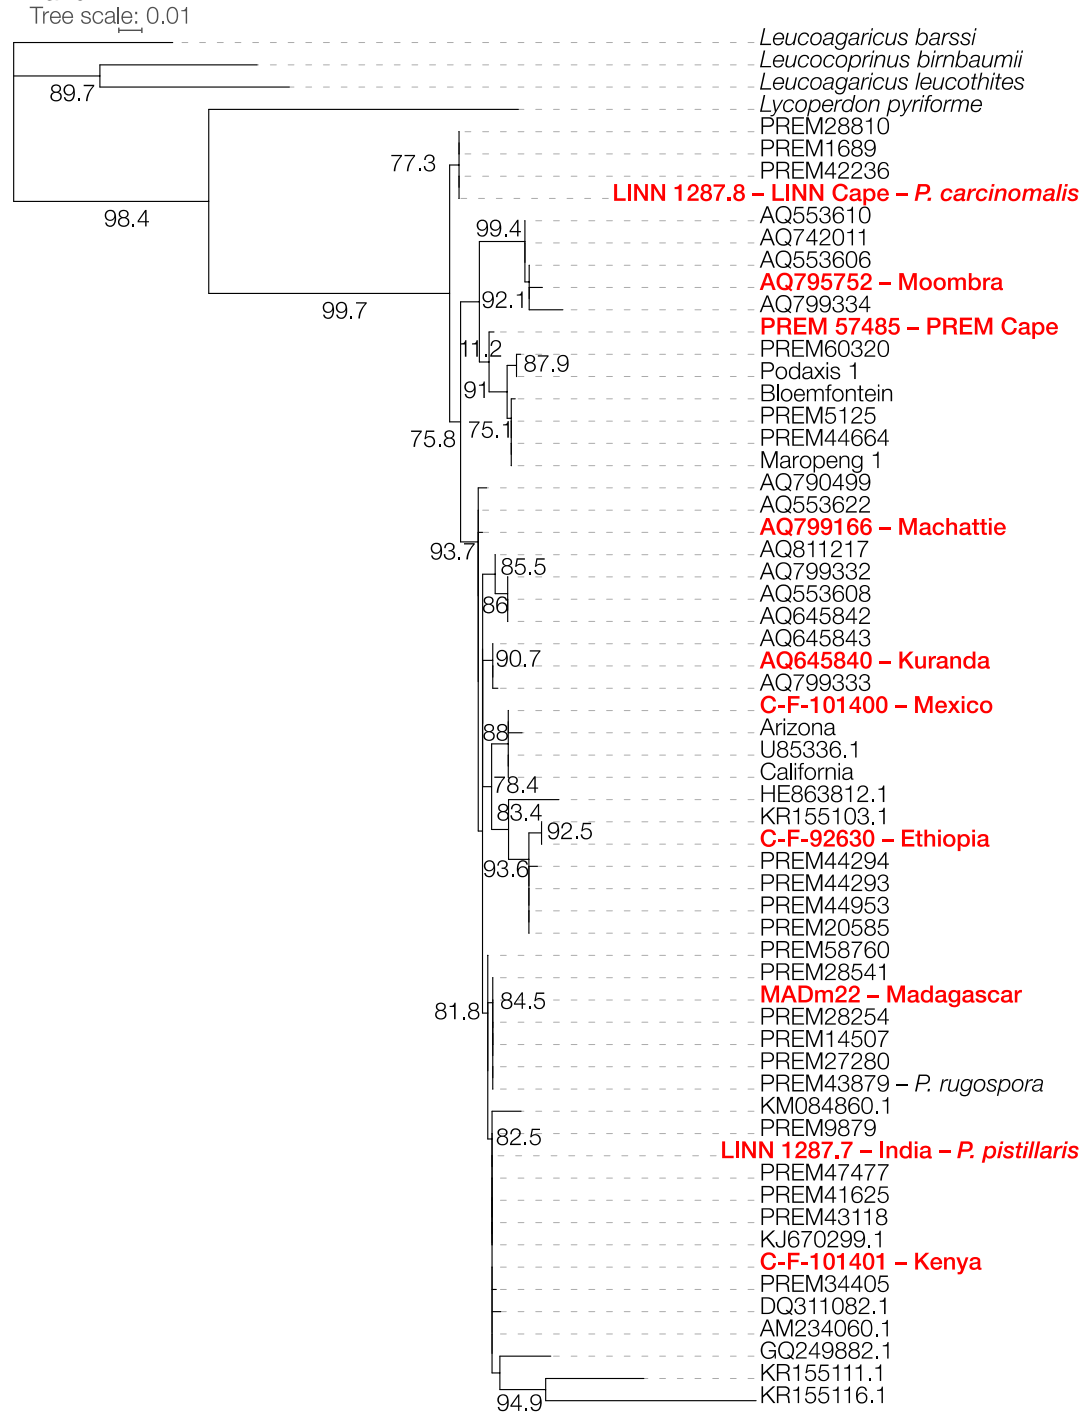 Tree scale: 0.01
Leucoagaricus barssi
Leucocoprinus birnbaumii
89.7
Leucoagaricus leucothites
Lycoperdon pyriforme
PREM28810
PREM1689
77.3
PREM42236
LINN 1287.8 – LINN Cape – P. carcinomalis
98.4
AQ553610
99.4
AQ742011
AQ553606
AQ795752 – Moombra
92.1
AQ799334
99.7
PREM 57485 – PREM Cape
11.2
PREM60320
87.9
Podaxis 1
91
Bloemfontein
PREM5125
75.1
75.8
PREM44664
Maropeng 1
AQ790499
AQ553622
AQ799166 – Machattie
93.7
AQ811217
85.5
AQ799332
AQ553608
86
AQ645842
AQ645843
90.7
AQ645840 – Kuranda
AQ799333
C-F-101400 – Mexico
88
Arizona
U85336.1
California
78.4
HE863812.1
83.4
KR155103.1
92.5
C-F-92630 – Ethiopia
93.6
PREM44294
PREM44293
PREM44953
PREM20585
PREM58760
PREM28541
84.5
MADm22 – Madagascar
81.8
PREM28254
PREM14507
PREM27280
PREM43879 – P. rugospora
KM084860.1
PREM9879
82.5
LINN 1287.7 – India – P. pistillaris
PREM47477
PREM41625
PREM43118
KJ670299.1
C-F-101401 – Kenya
PREM34405
DQ311082.1
AM234060.1
GQ249882.1
KR155111.1
94.9
KR155116.1